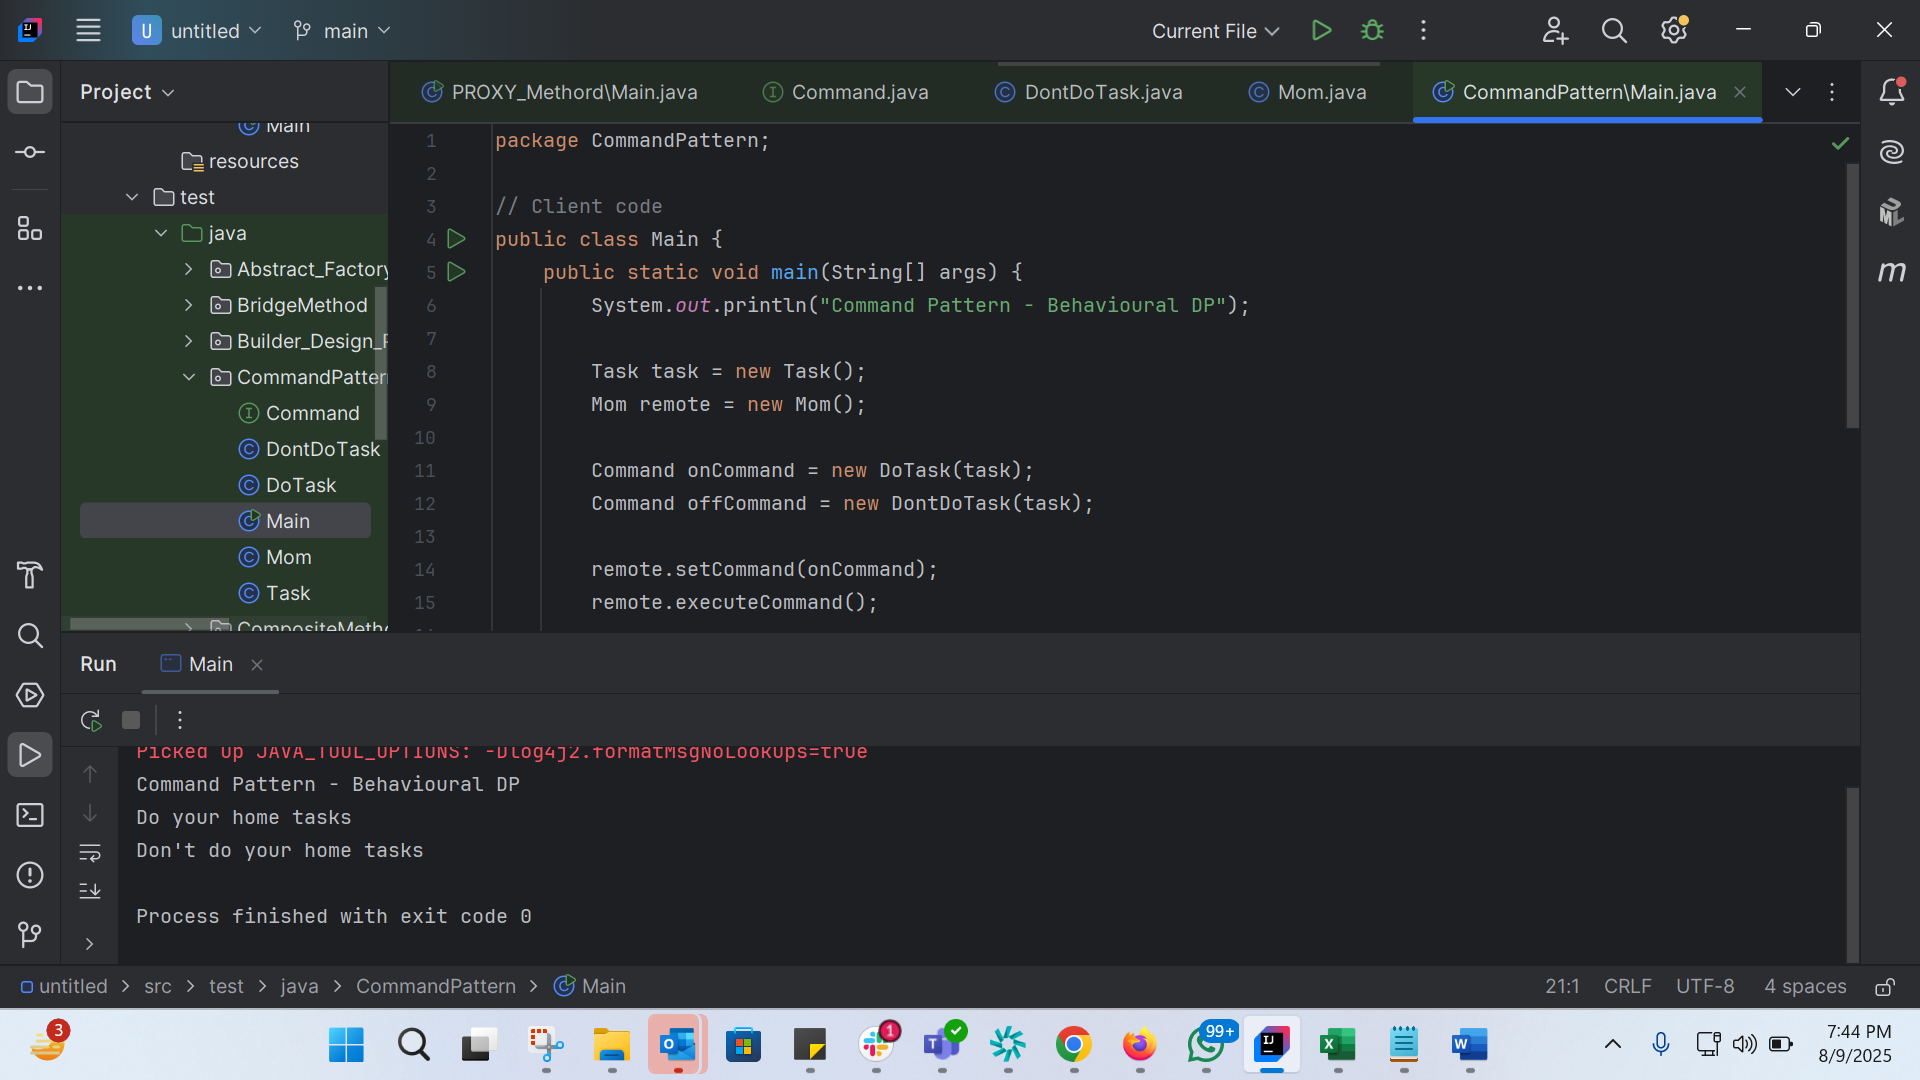 U untitled main Current File
Project
PROXY_Methord\Main.java Command.java DontDoTask.java Mom.java CommandPattern\Main.java
Main
resources
test
java
Abstract_Factory
BridgeMethod
Builder_Design_
CommandPatter
Command
DontDoTask
DoTask
Main
Mom
Task
CompositeMeth
1 package CommandPattern;
2
3 // Client code
4 public class Main {
5 public static void main(String[] args) {
6 System.out.println("Command Pattern - Behavioural DP");
7
8 Task task = new Task();
9 Mom remote = new Mom();
10
11 Command onCommand = new DoTask(task);
12 Command offCommand = new DontDoTask(task);
13
14 remote.setCommand(onCommand);
15 remote.executeCommand();
Run Main
Picked up JAVA_TOOL_OPTIONS: -Dlog4j2.formatMsgNoLookups=true
Command Pattern - Behavioural DP
Do your home tasks
Don't do your home tasks
Process finished with exit code 0
untitled > src > test > java > CommandPattern > Main 21:1 CRLF UTF-8 4 spaces
3 1 99+ 7:44 PM
8/9/2025